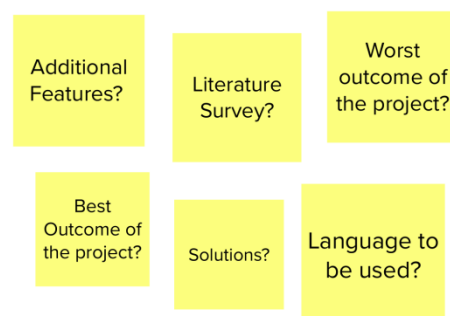 Additional
Features?
Literature
Survey?
Worst
outcome of
the project?
Best
Outcome of
the project?
Solutions?
Language to
be used?